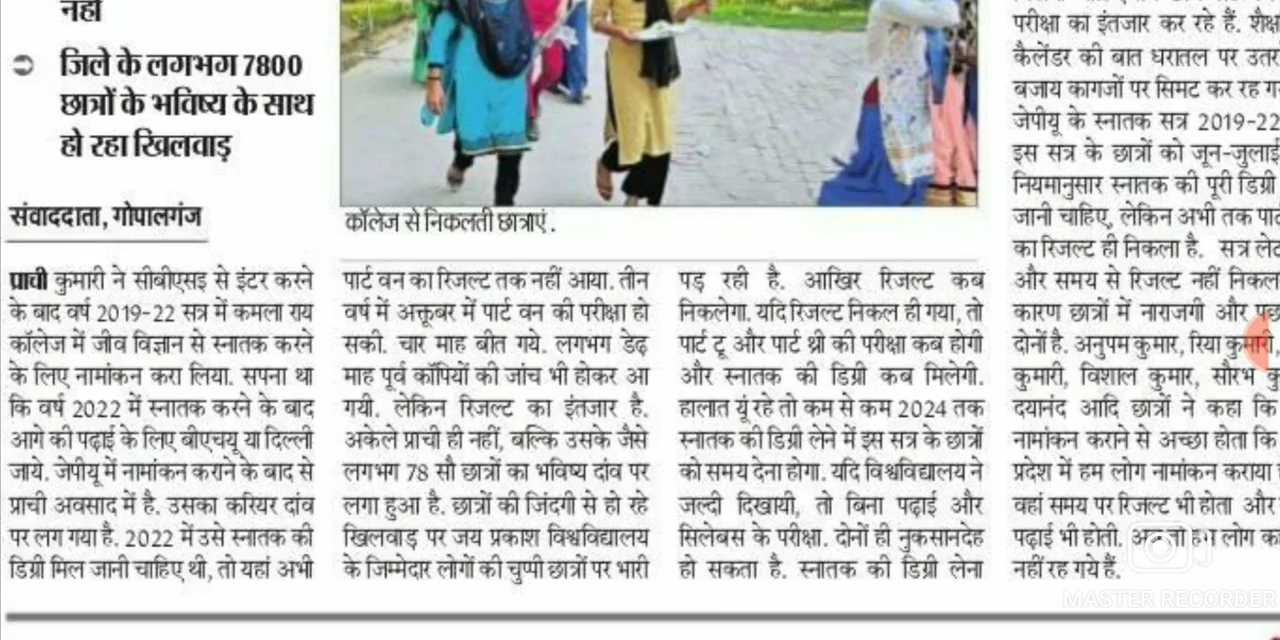 नहीं
जिले के लगभग 7800
छात्रों के भविष्य के साथ
हो रहा खिलवाड़
संवाददाता, गोपालगंज
प्राची कुमारी ने सीबीएसइ से इंटर करने
के बाद वर्ष 2019-22 सत्र में कमला राय
कॉलेज में जीव विज्ञान से स्नातक करने
के लिए नामांकन करा लिया. सपना था
कि वर्ष 2022 में स्नातक करने के बाद
आगे की पढ़ाई के लिए बीएचयू या दिल्ली
जाये. जेपीयू में नामांकन कराने के बाद से
प्राची अवसाद में है. उसका करियर दांव
पर लग गया है. 2022 में उसे स्नातक की
डिग्री मिल जानी चाहिए थी, तो यहां अभी
कॉलेज से निकलती छात्राएं.
पार्ट वन का रिजल्ट तक नहीं आया. तीन
वर्ष में अक्तूबर में पार्ट वन की परीक्षा हो
सकी. चार माह बीत गये. लगभग डेढ़
माह पूर्व कॉपियों की जांच भी होकर आ
गयी. लेकिन रिजल्ट का इंतजार है.
अकेले प्राची ही नहीं, बल्कि उसके जैसे
लगभग 78 सौ छात्रों का भविष्य दांव पर
लगा हुआ है. छात्रों की जिंदगी से हो रहे
खिलवाड़ पर जय प्रकाश विश्वविद्यालय
के जिम्मेदार लोगों की चुप्पी छात्रों पर भारी
पड़ रही है. आखिर रिजल्ट कब
निकलेगा. यदि रिजल्ट निकल ही गया, तो
पार्ट टू और पार्ट थ्री की परीक्षा कब होगी
और स्नातक की डिग्री कब मिलेगी.
हालात यूं रहे तो कम से कम 2024 तक
स्नातक की डिग्री लेने में इस सत्र के छात्रों
को समय देना होगा. यदि विश्वविद्यालय ने
जल्दी दिखायी, तो बिना पढ़ाई और
सिलेबस के परीक्षा. दोनों ही नुकसानदेह
हो सकता है. स्नातक की डिग्री लेना
परीक्षा का इंतजार कर रहे हैं.
कैलेंडर की बात धरातल पर
बजाय कागजों पर सिमट कर रह
जेपीयू के स्नातक सत्र 2019-22
इस सत्र के छात्रों को जून-जुलाई
नियमानुसार स्नातक की पूरी डिग्री
जानी चाहिए, लेकिन अभी तक
का रिजल्ट ही निकला है. सत्र
और समय से रिजल्ट नहीं
कारण छात्रों में नाराजगी और
दोनों है. अनुपम कुमार, रिया कुमारी,
कुमारी, विशाल कुमार, सौरभ
दयानंद आदि छात्रों ने कहा कि
नामांकन कराने से अच्छा होता कि
प्रदेश में हम लोग नामांकन कराया
वहां समय पर रिजल्ट भी होता और
पढ़ाई भी होती. लोग
नहीं रह गये हैं.
MASTER RECORDER